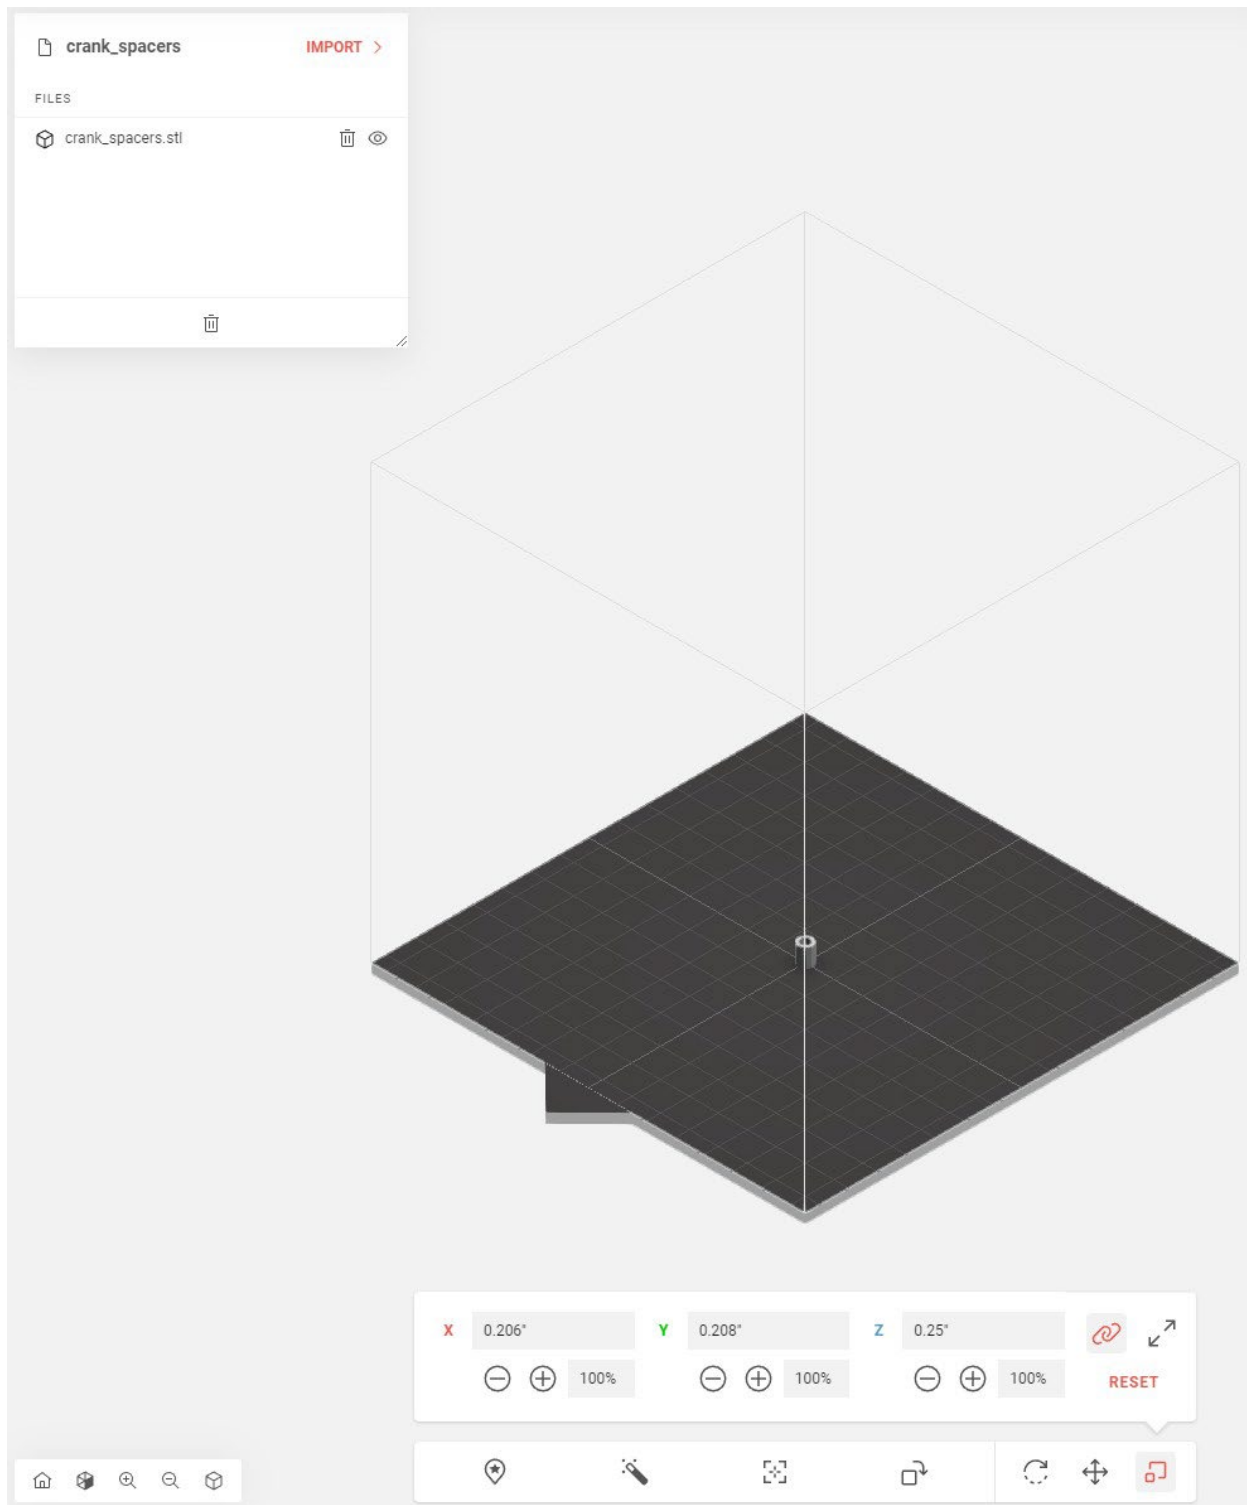 crank_spacers IMPORT >
FILES
crank_spacers.stl
X 0.206" Y 0.208" Z 0.25"
100% 100% 100% RESET